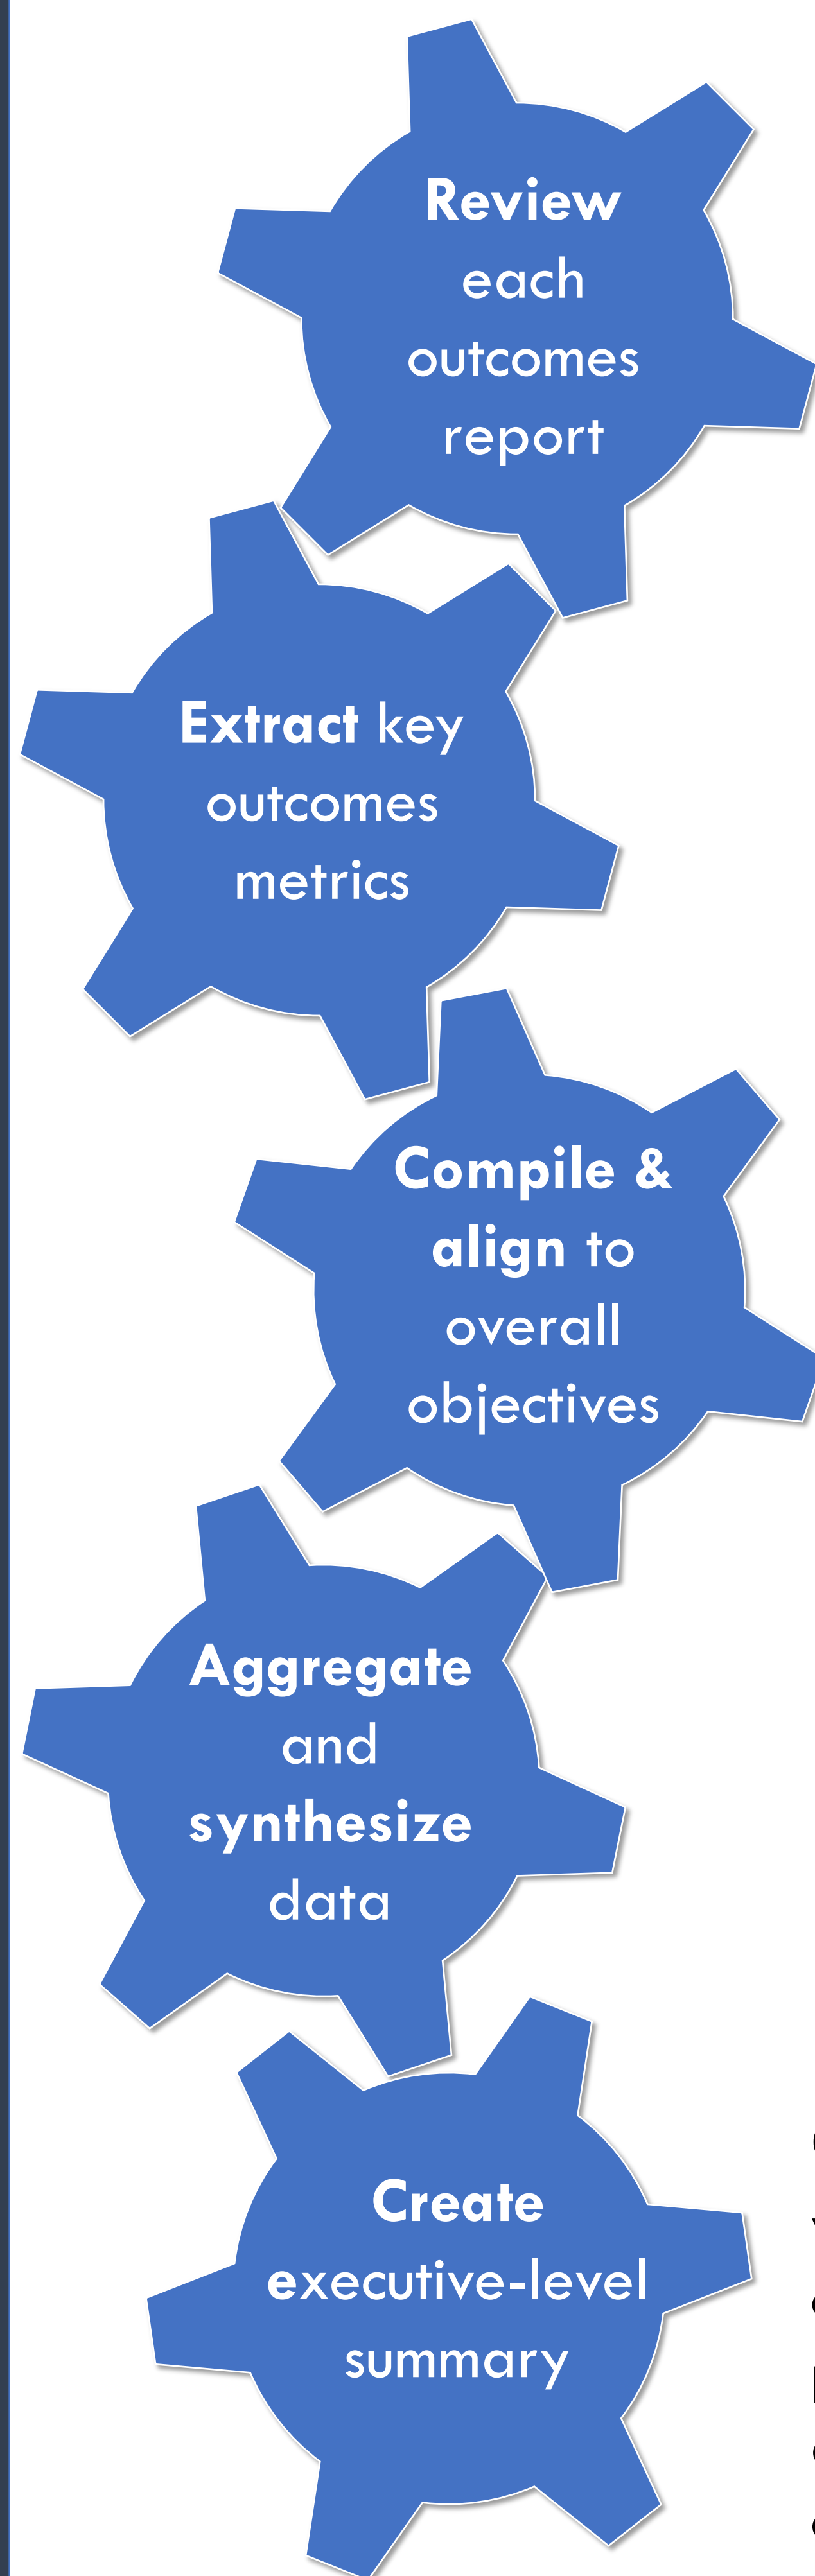 Review
each
outcomes
report
Extract key
outcomes
metrics
Compile &
align to
overall
objectives
Aggregate
and
synthesize
data
Create
executive-level
summary